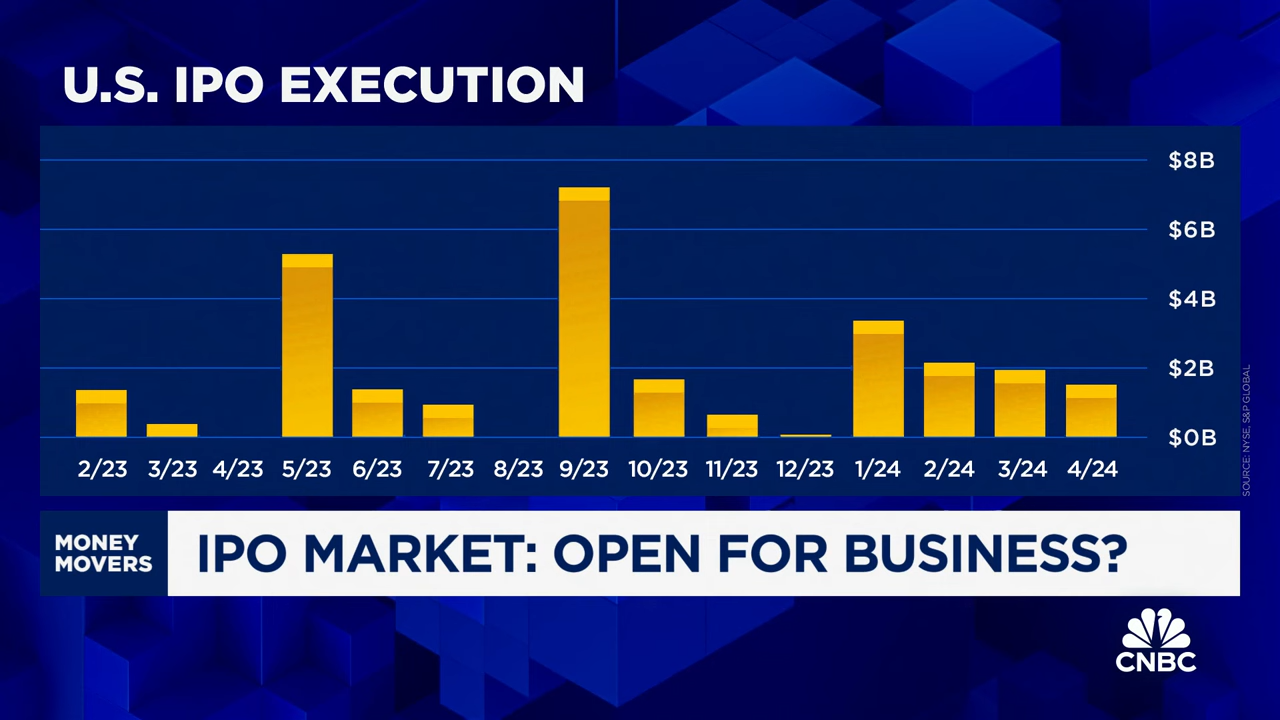 U.S. IPO EXECUTION
$8B
$6B
$4B
$2B
$0B
2/23 3/23 4/23 5/23 6/23 7/23 8/23 9/23 10/23 11/23 12/23 1/24 2/24 3/24 4/24
SOURCE: NYSE, S&P GLOBAL
MONEY
MOVERS
IPO MARKET: OPEN FOR BUSINESS?
CNBC